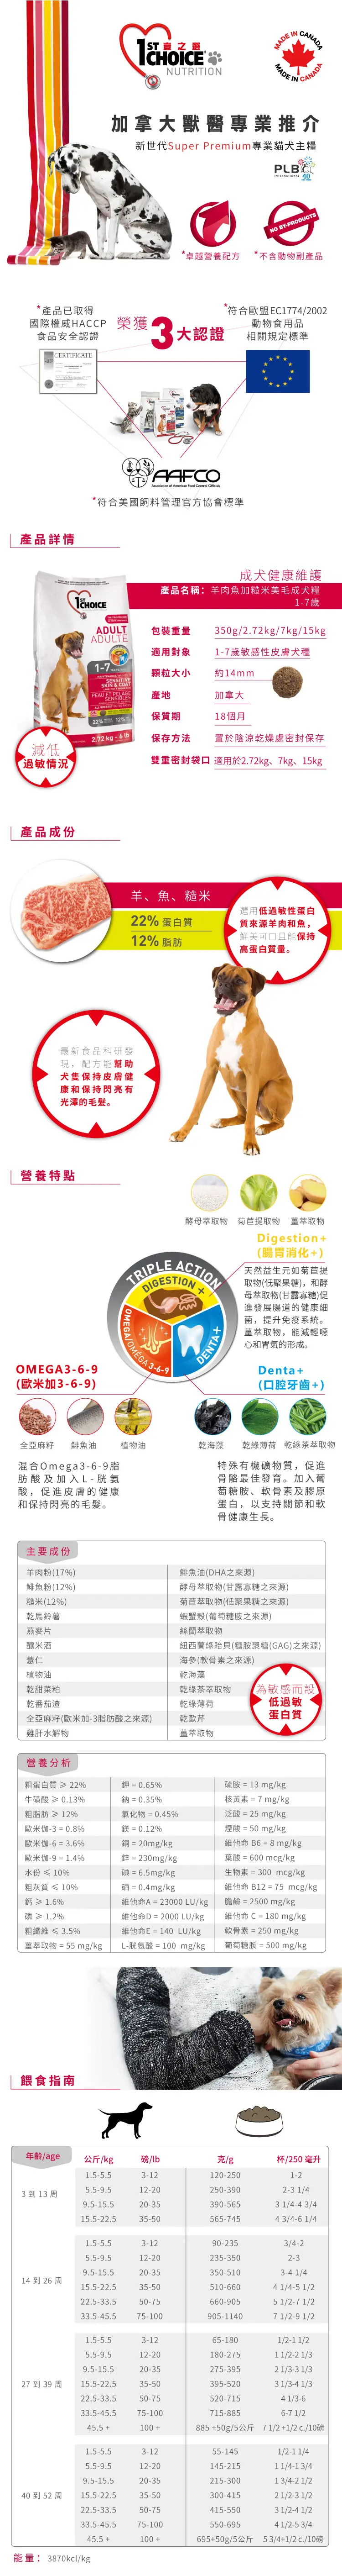 1ST 喜之選
CHOICE
NUTRITION
MADE IN CANADA
MADE IN CANADA
加拿大獸醫專業推介
新世代Super Premium專業貓犬主糧
PLB
INTERNATIONAL 40
NO BY-PRODUCTS
*卓越營養配方
*不含動物副產品
*產品已取得
國際權威HACCP
食品安全認證
榮獲3大認證
*符合歐盟EC1774/2002
動物食用品
相關規定標準
CERTIFICATE
AAFCO
Association of American Feed Control Officials
*符合美國飼料管理官方協會標準
產品詳情
成犬健康維護
產品名稱：羊肉魚加糙米美毛成犬糧
1-7歲
1ST
CHOICE
ADULT
ADULTE
1-7
SENSITIVE
SKIN & COAT
PEAU ET PELAGE
SENSIBLES
22% 12%
2.72 kg - 6 lb
減低
過敏情況
包裝重量 350g/2.72kg/7kg/15kg
適用對象 1-7歲敏感性皮膚犬種
顆粒大小 約14mm
產地 加拿大
保質期 18個月
保存方法 置於陰涼乾燥處密封保存
雙重密封袋口 適用於2.72kg、7kg、15kg
產品成份
羊、魚、糙米
22% 蛋白質
12% 脂肪
選用低過敏性蛋白
質來源羊肉和魚，
鮮美可口且能保持
高蛋白質量。
最新食品科研發
現，配方能幫助
犬隻保持皮膚健
康和保持閃亮有
光澤的毛髮。
營養特點
酵母萃取物 菊苣提取物 薑萃取物
Digestion+
(腸胃消化+)
天然益生元如菊苣提
取物(低聚果糖)，和酵
母萃取物(甘露寡糖)促
進發展腸道的健康細
菌，提升免疫系統。
薑萃取物，能減輕噁
心和胃氣的形成。
TRIPLE ACTION
DIGESTION +
OMEGA/OMÉGA 3-6-9
DENTA+
OMEGA3-6-9
(歐米加3-6-9)
全亞麻籽 鯡魚油 植物油
混合Omega3-6-9脂
肪酸及加入L-胱氨
酸，促進皮膚的健康
和保持閃亮的毛髮。
Denta+
(口腔牙齒+)
乾海藻 乾綠薄荷 乾綠茶萃取物
特殊有機礦物質，促進
骨骼最佳發育。加入葡
萄糖胺、軟骨素及膠原
蛋白，以支持關節和軟
骨健康生長。
主要成份
羊肉粉(17%) 鯡魚油(DHA之來源)
鯡魚粉(12%) 酵母萃取物(甘露寡糖之來源)
糙米(12%) 菊苣萃取物(低聚果糖之來源)
乾馬鈴薯 蝦蟹殼(葡萄糖胺之來源)
燕麥片 絲蘭萃取物
釀米酒 紐西蘭綠貽貝(糖胺聚糖(GAG)之來源)
薏仁 海參(軟骨素之來源)
植物油 乾海藻
乾甜菜粕 乾綠茶萃取物
乾番茄渣 乾綠薄荷
全亞麻籽(歐米加-3脂肪酸之來源) 乾歐芹
雞肝水解物 薑萃取物
為敏感而設
低過敏
蛋白質
營養分析
粗蛋白質 ≥ 22% 鉀 = 0.65% 硫胺 = 13 mg/kg
牛磺酸 ≥ 0.13% 鈉 = 0.35% 核黃素 = 7 mg/kg
粗脂肪 ≥ 12% 氯化物 = 0.45% 泛酸 = 25 mg/kg
歐米伽-3 = 0.8% 鎂 = 0.12% 煙酸 = 50 mg/kg
歐米伽-6 = 3.6% 銅 = 20mg/kg 維他命 B6 = 8 mg/kg
歐米伽-9 = 1.4% 鋅 = 230mg/kg 葉酸 = 600 mcg/kg
水份 ≤ 10% 碘 = 6.5mg/kg 生物素 = 300 mcg/kg
粗灰質 ≤ 10% 硒 = 0.4mg/kg 維他命 B12 = 75 mcg/kg
鈣 ≥ 1.6% 維他命A = 23000 LU/kg 膽鹼 = 2500 mg/kg
磷 ≥ 1.2% 維他命D = 2000 LU/kg 維他命 C = 180 mg/kg
粗纖維 ≤ 3.5% 維他命E = 140 LU/kg 軟骨素 = 250 mg/kg
薑萃取物 = 55 mg/kg L-胱氨酸 = 100 mg/kg 葡萄糖胺 = 500 mg/kg
餵食指南
年齡/age 公斤/kg 磅/lb 克/g 杯/250 毫升
3 到 13 周
1.5-5.5 3-12 120-250 1-2
5.5-9.5 12-20 250-390 2-3 1/4
9.5-15.5 20-35 390-565 3 1/4-4 3/4
15.5-22.5 35-50 565-745 4 3/4-6 1/4
14 到 26 周
1.5-5.5 3-12 90-235 3/4-2
5.5-9.5 12-20 235-350 2-3
9.5-15.5 20-35 350-510 3-4 1/4
15.5-22.5 35-50 510-660 4 1/4-5 1/2
22.5-33.5 50-75 660-905 5 1/2-7 1/2
33.5-45.5 75-100 905-1140 7 1/2-9 1/2
27 到 39 周
1.5-5.5 3-12 65-180 1/2-1 1/2
5.5-9.5 12-20 180-275 1 1/2-2 1/3
9.5-15.5 20-35 275-395 2 1/3-3 1/3
15.5-22.5 35-50 395-520 3 1/3-4 1/3
22.5-33.5 50-75 520-715 4 1/3-6
33.5-45.5 75-100 715-885 6-7 1/2
45.5 + 100 + 885 +50g/5公斤 7 1/2 +1/2 c./10磅
40 到 52 周
1.5-5.5 3-12 55-145 1/2-1 1/4
5.5-9.5 12-20 145-215 1 1/4-1 3/4
9.5-15.5 20-35 215-300 1 3/4-2 1/2
15.5-22.5 35-50 300-415 2 1/2-3 1/2
22.5-33.5 50-75 415-550 3 1/2-4 1/2
33.5-45.5 75-100 550-695 4 1/2-5 3/4
45.5 + 100 + 695+50g/5公斤 5 3/4+1/2 c./10磅
能量：3870kcl/kg